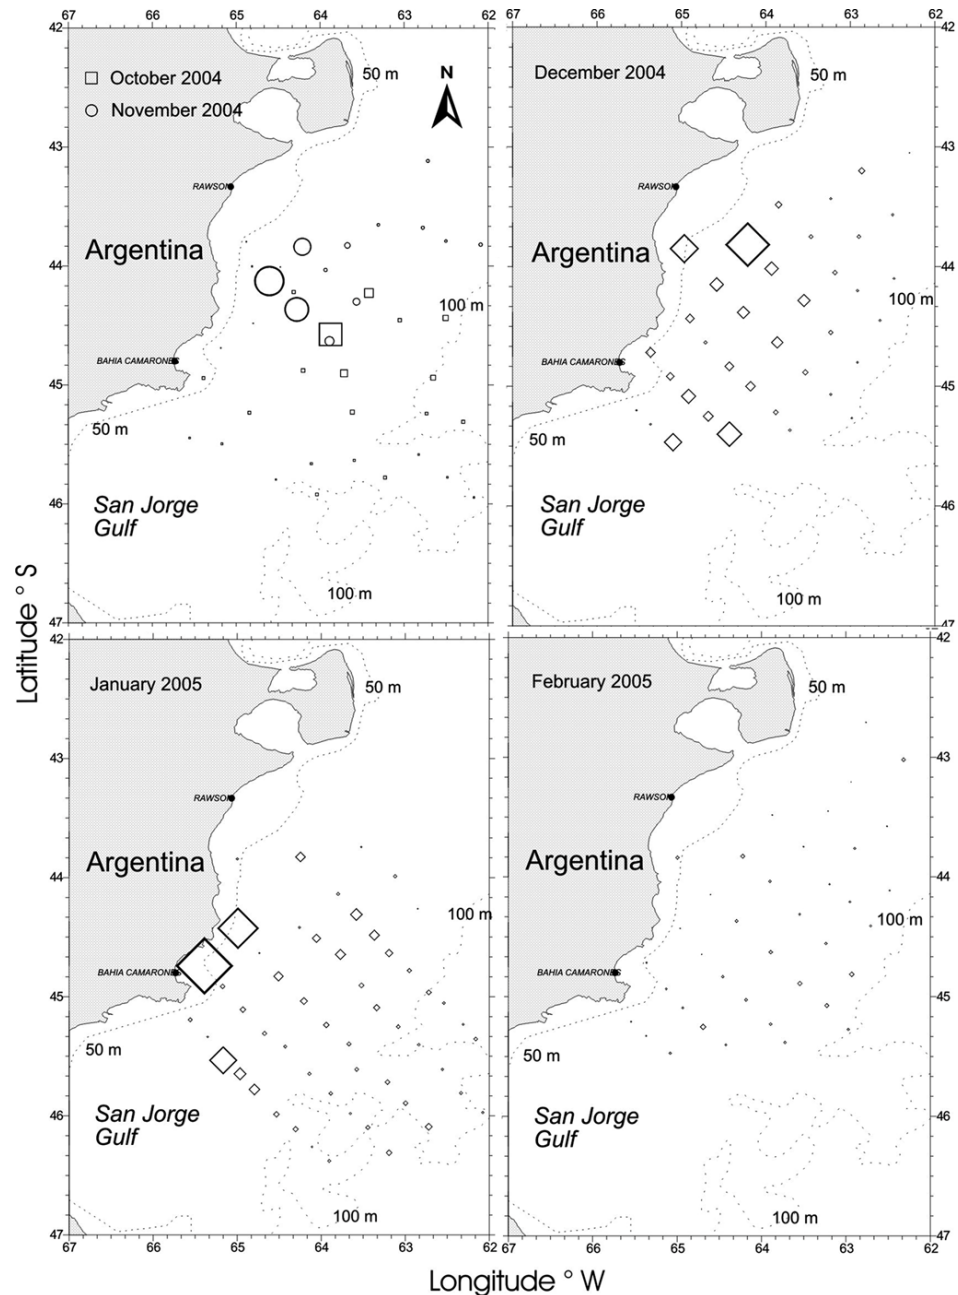 67 66 65 64 63 62
67 66 65 64 63 62
42
42
50 m
50 m
October 2004
N
December 2004
November 2004
43
43
RAWSON
RAWSON
Argentina
Argentina
44
44
100 m
100 m
BAHIA CAMARONES
BAHIA CAMARONES
45
45
50 m
50 m
San Jorge
Gulf
San Jorge
Gulf
46
46
100 m
100 m
47
47
Latitude ° S
42
42
January 2005
50 m
February 2005
50 m
43
43
RAWSON
RAWSON
Argentina
Argentina
44
44
100 m
100 m
BAHIA CAMARONES
BAHIA CAMARONES
45
45
50 m
50 m
San Jorge
Gulf
San Jorge
Gulf
46
46
100 m
100 m
47
47
67 66 65 64 63 62
67 66 65 64 63 62
Longitude ° W